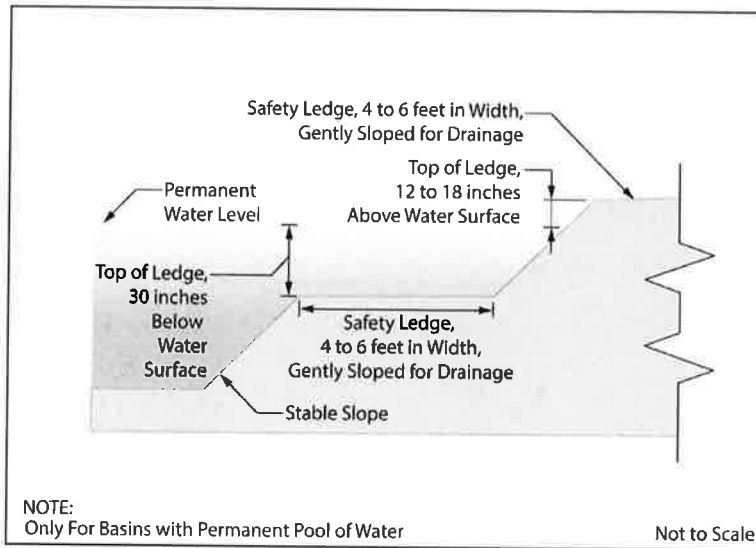 Safety Ledge, 4 to 6 feet in Width,
Gently Sloped for Drainage
Top of Ledge,
12 to 18 inches
Above Water Surface
Permanent
Water Level
Top of Ledge,
30 inches
Below
Water
Surface
Safety Ledge,
4 to 6 feet in Width,
Gently Sloped for Drainage
Stable Slope
NOTE:
Only For Basins with Permanent Pool of Water
Not to Scale